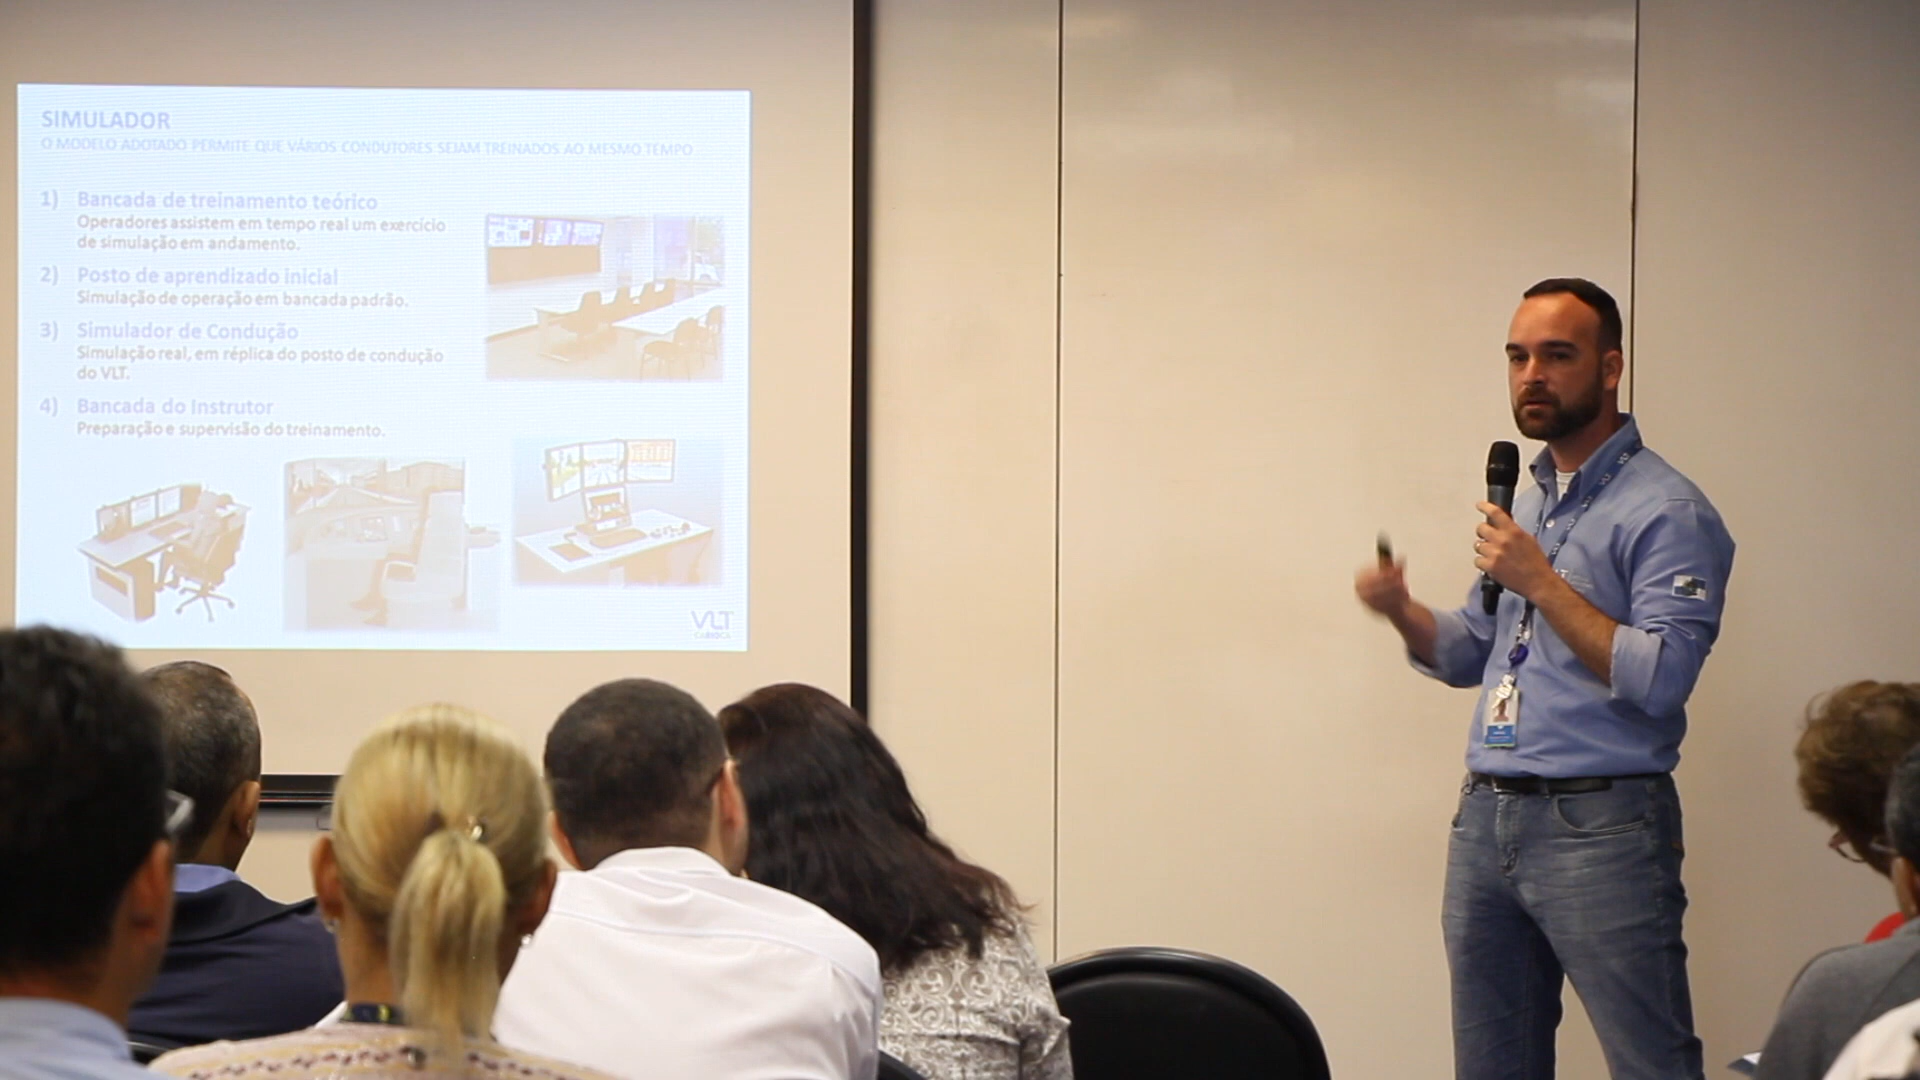 SIMULADOR
O MODELO ADOTADO PERMITE QUE VÁRIOS CONDUTORES SEJAM TREINADOS AO MESMO TEMPO
1) Bancada de treinamento teórico
Operadores assistem em tempo real um exercício
de simulação em andamento.
2) Posto de aprendizado inicial
Simulação de operação em bancada padrão.
3) Simulador de Condução
Simulação real, em réplica do posto de condução
do VLT.
4) Bancada do Instrutor
Preparação e supervisão do treinamento.
VLT
CARIOCA